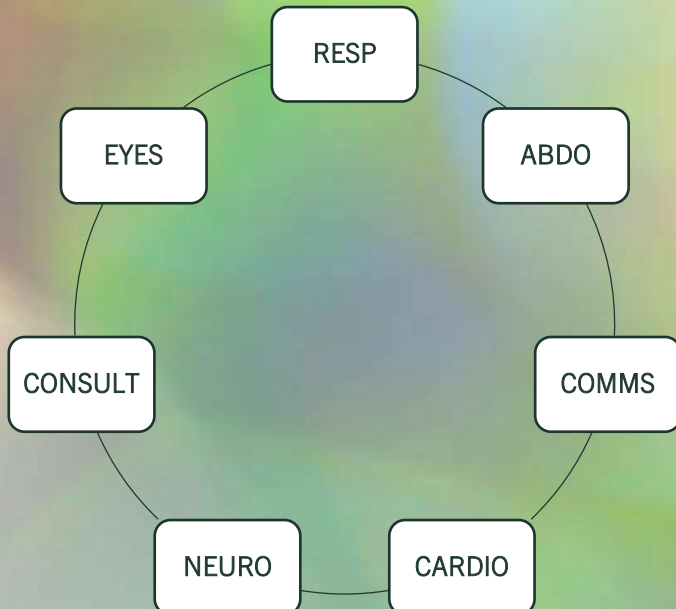 RESP
EYES
ABDO
CONSULT
COMMS
NEURO
CARDIO